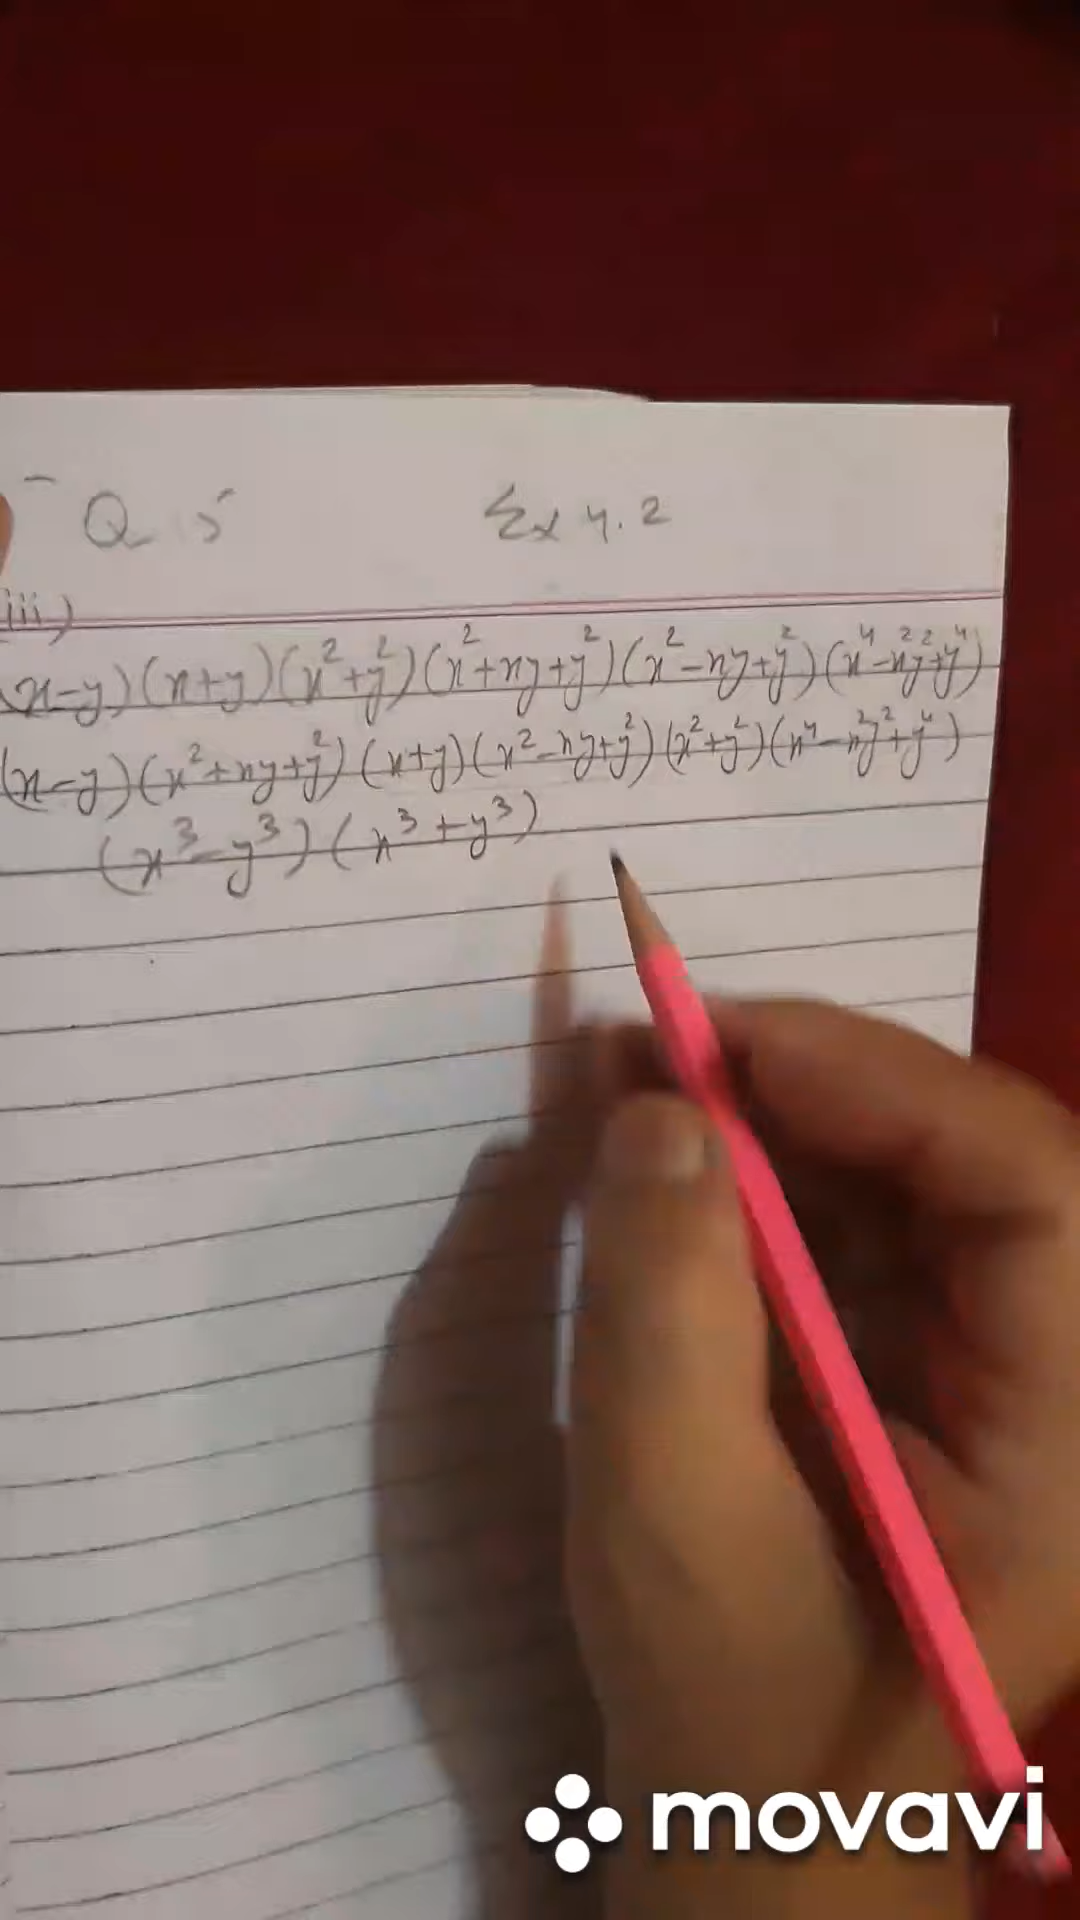 Q 15 Ex 4.2
iii)
(x-y)(x+y)(x²+y²)(x²+xy+y²)(x²-xy+y²)(x⁴-x²y²+y⁴)
(x-y)(x²+xy+y²)(x+y)(x²-xy+y²)(x²+y²)(x⁴-x²y²+y⁴)
(x³-y³)(x³+y³)
movavi